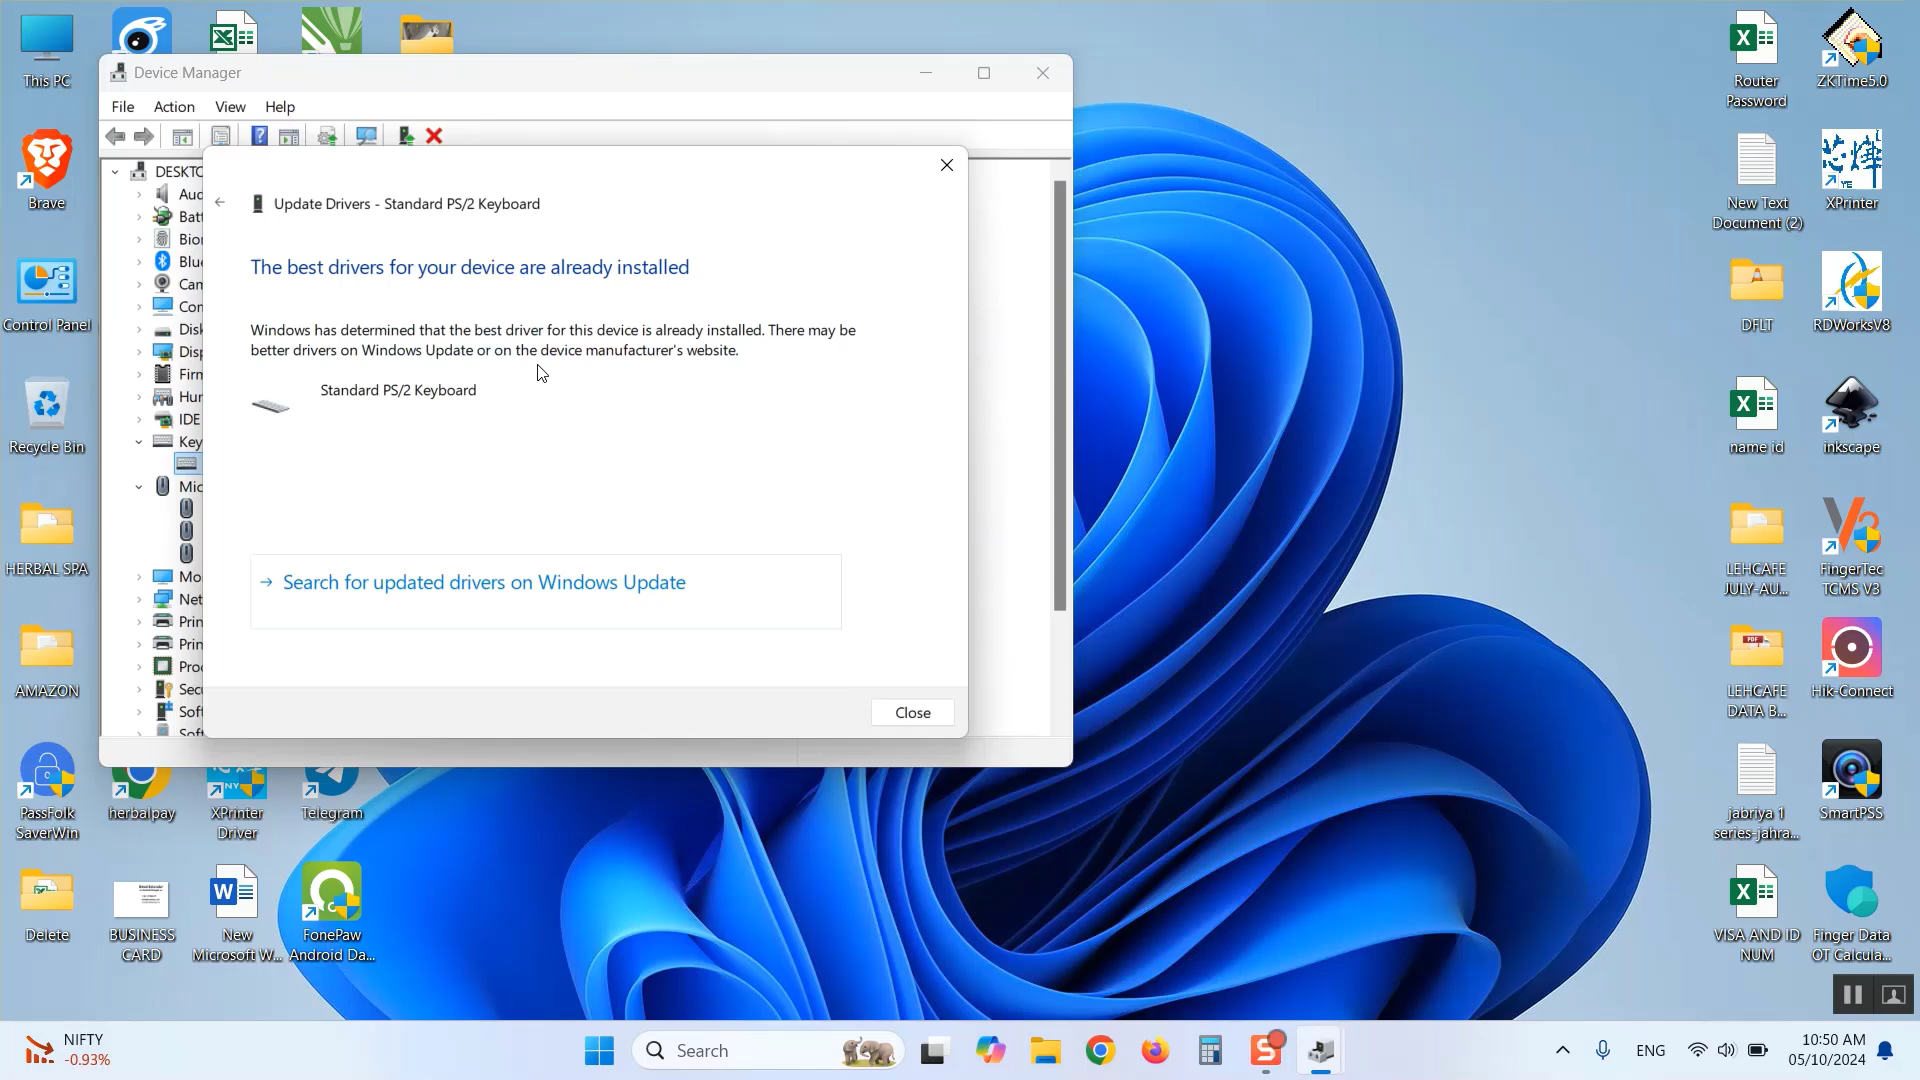 This PC
Brave
Control Panel
Recycle Bin
HERBAL SPA
AMAZON
PassFolk
SaverWin
herbalpay
XPrinter
Driver
Telegram
Delete
BUSINESS
CARD
New
Microsoft W...
FonePaw
Android Da...
Device Manager
File Action View Help
DESKTO
Aud
Batt
Bion
Blue
Cam
Com
Disk
Disp
Firm
Hum
IDE
Key
Mic
Mo
Net
Prin
Prin
Proc
Secu
Soft
Soft
Update Drivers - Standard PS/2 Keyboard
The best drivers for your device are already installed
Windows has determined that the best driver for this device is already installed. There may be
better drivers on Windows Update or on the device manufacturer's website.
Standard PS/2 Keyboard
Search for updated drivers on Windows Update
Close
Router
Password
ZKTime5.0
New Text
Document (2)
XPrinter
DFLT
RDWorksV8
name id
inkscape
LEHCAFE
JULY-AU...
FingerTec
TCMS V3
LEHCAFE
DATA B...
Hik-Connect
jabriya 1
series-jahra...
SmartPSS
VISA AND ID
NUM
Finger Data
OT Calcula...
NIFTY
-0.93%
Search
ENG
10:50 AM
05/10/2024